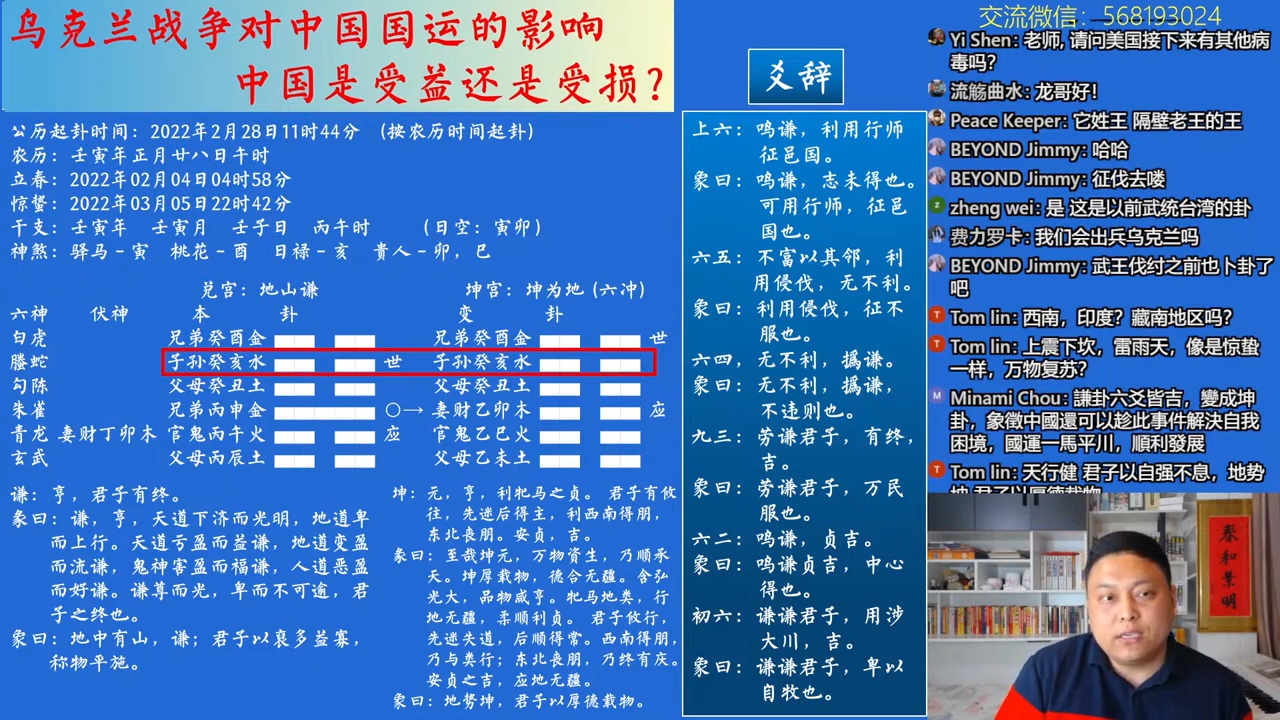 乌克兰战争对中国国运的影响
中国是受益还是受损？
公历起卦时间：2022年2月28日11时44分 （按农历时间起卦）
农历：壬寅年正月廿八日午时
立春：2022年02月04日04时58分
惊蛰：2022年03月05日22时42分
干支：壬寅年 壬寅月 壬子日 丙午时 （日空：寅卯）
神煞：驿马－寅 桃花－酉 日禄－亥 贵人－卯，巳
兑宫：地山谦 坤宫：坤为地 (六冲)
六神 伏神 本 卦 变 卦
白虎 兄弟癸酉金 兄弟癸酉金 世
螣蛇 子孙癸亥水 世 子孙癸亥水
勾陈 父母癸丑土 父母癸丑土
朱雀 兄弟丙申金 ○→ 妻财乙卯木 应
青龙 妻财丁卯木 官鬼丙午火 应 官鬼乙巳火
玄武 父母丙辰土 父母乙未土
谦：亨，君子有终。
象曰：谦，亨，天道下济而光明，地道卑
而上行。天道亏盈而益谦，地道变盈
而流谦，鬼神害盈而福谦，人道恶盈
而好谦。谦尊而光，卑而不可逾，君
子之终也。
象曰：地中有山，谦；君子以裒多益寡，
称物平施。
坤：元，亨，利牝马之贞。 君子有攸
往，先迷后得主，利西南得朋，
东北丧朋。安贞，吉。
象曰：至哉坤元，万物资生，乃顺承
天。坤厚载物，德合无疆。含弘
光大，品物咸亨。牝马地类，行
地无疆，柔顺利贞。 君子攸行，
先迷失道，后顺得常。西南得朋，
乃与类行；东北丧朋，乃终有庆。
安贞之吉，应地无疆。
象曰：地势坤，君子以厚德载物。
爻辞
上六：鸣谦，利用行师
征邑国。
象曰：鸣谦，志未得也。
可用行师，征邑
国也。
六五：不富以其邻，利
用侵伐，无不利。
象曰：利用侵伐，征不
服也。
六四，无不利，撝谦，
象曰：无不利，撝谦，
不违则也。
九三：劳谦君子，有终，
吉。
象曰：劳谦君子，万民
服也。
六二：鸣谦，贞吉。
象曰：鸣谦贞吉，中心
得也。
初六：谦谦君子，用涉
大川，吉。
象曰：谦谦君子，卑以
自牧也。
交流微信：568193024
Yi Shen: 老师, 请问美国接下来有其他病
毒吗？
流觞曲水: 龙哥好！
Peace Keeper: 它姓王 隔壁老王的王
BEYOND Jimmy: 哈哈
BEYOND Jimmy: 征伐去喽
zheng wei: 是 这是以前武统台湾的卦
费力罗卡: 我们会出兵乌克兰吗
BEYOND Jimmy: 武王伐纣之前也卜卦了
吧
Tom lin: 西南，印度？藏南地区吗？
Tom lin: 上震下坎，雷雨天，像是惊蛰
一样，万物复苏？
Minami Chou: 謙卦六爻皆吉，變成坤
卦，象徵中國還可以趁此事件解決自我
困境，國運一馬平川，順利發展
Tom lin: 天行健 君子以自强不息，地势
坤 君子以厚德载物
春和景明